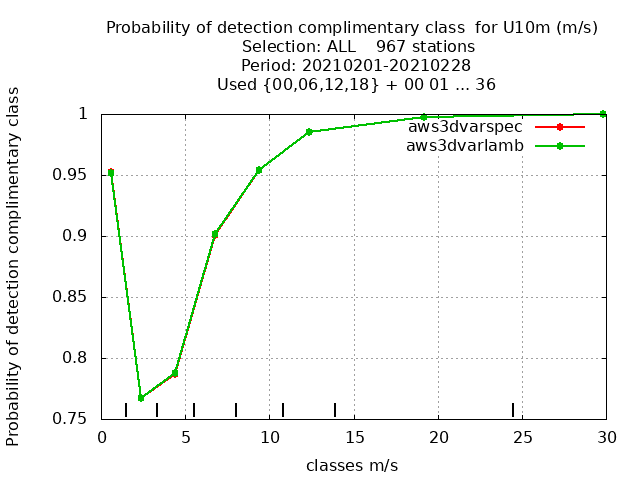 Probability of detection complimentary class  for U10m (m/s)
Selection: ALL    967 stations
Period: 20210201-20210228
Used {00,06,12,18} + 00 01 ... 36
Probability of detection complimentary class
1
0.95
0.9
0.85
0.8
0.75
aws3dvarspec
aws3dvarlamb
0 5 10 15 20 25 30
classes m/s